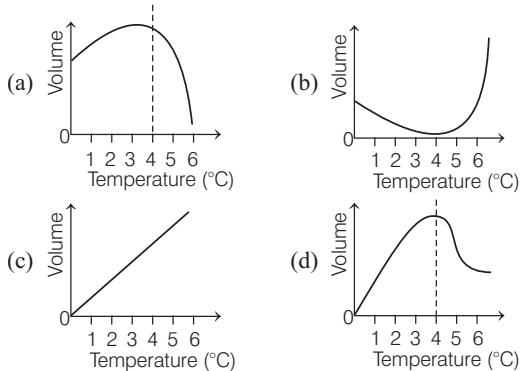 (a)
Volume
0
1 2 3 4 5 6
Temperature (°C)
(b)
Volume
0
1 2 3 4 5 6
Temperature (°C)
(c)
Volume
0
1 2 3 4 5 6
Temperature (°C)
(d)
Volume
0
1 2 3 4 5 6
Temperature (°C)